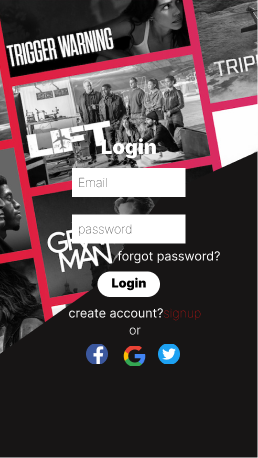 TRIGGER WARNING
TRIP
LIFT
Login
Email
password
GR
MAN
forgot password?
Login
create account?signup
or